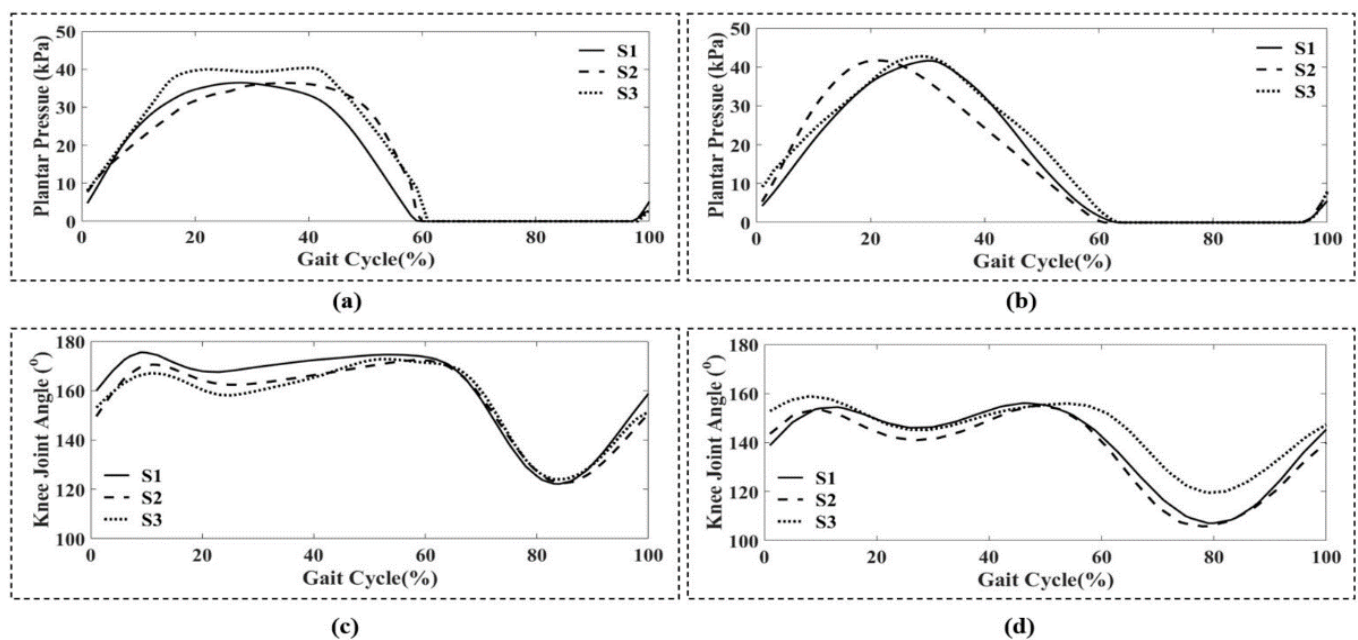 Plantar Pressue (kPa)
50
40
30
20
10
0
S1
S2
S3
0 20 40 60 80 100
Gait Cycle(%)
(a)
Plantar Pressue (kPa)
50
40
30
20
10
0
S1
S2
S3
0 20 40 60 80 100
Gait Cycle(%)
(b)
Knee Joint Angle (°)
180
160
140
120
100
S1
S2
S3
0 20 40 60 80 100
Gait Cycle(%)
(c)
Knee Joint Angle (°)
180
160
140
120
100
S1
S2
S3
0 20 40 60 80 100
Gait Cycle(%)
(d)